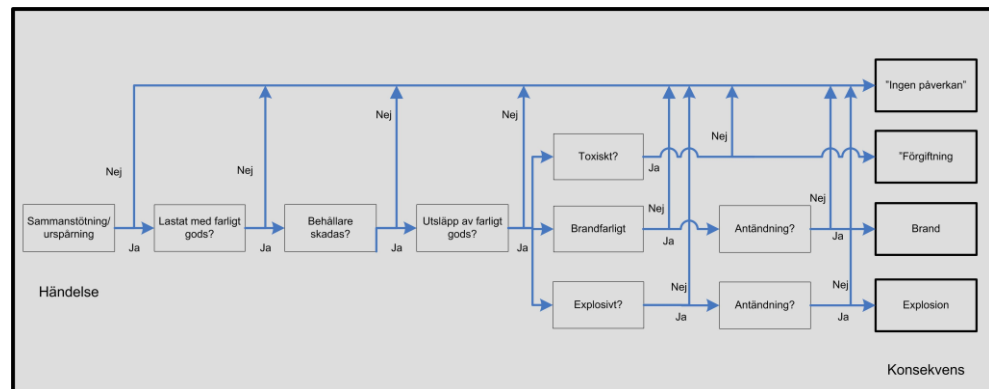 "Ingen påverkan"
Nej
Nej
Nej
Nej
Toxiskt?
Ja
Nej
"Förgiftning
Nej
Nej
Sammanstötning/
urspårning
Ja
Lastat med farligt
gods?
Ja
Behållare
skadas?
Ja
Utsläpp av farligt
gods?
Ja
Brandfarligt
Ja
Antändning?
Ja
Brand
Händelse
Nej
Nej
Explosivt?
Ja
Antändning?
Ja
Explosion
Konsekvens